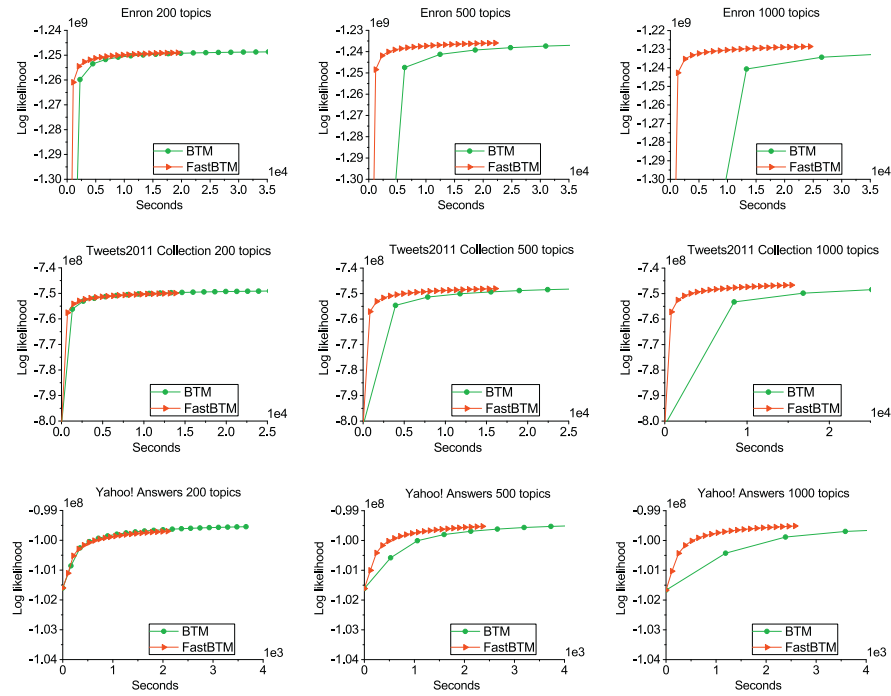 Enron 200 topics
1e9
-1.24
-1.25
-1.26
-1.27
-1.28
-1.29
-1.30
Log likelihood
BTM
FastBTM
0.0 0.5 1.0 1.5 2.0 2.5 3.0 3.5
1e4
Seconds
Enron 500 topics
1e9
-1.23
-1.24
-1.25
-1.26
-1.27
-1.28
-1.29
-1.30
Log likelihood
BTM
FastBTM
0.0 0.5 1.0 1.5 2.0 2.5 3.0 3.5
1e4
Seconds
Enron 1000 topics
1e9
-1.22
-1.23
-1.24
-1.25
-1.26
-1.27
-1.28
-1.29
-1.30
Log likelihood
BTM
FastBTM
0.0 0.5 1.0 1.5 2.0 2.5 3.0 3.5
1e4
Seconds
Tweets2011 Collection 200 topics
1e8
-7.4
-7.5
-7.6
-7.7
-7.8
-7.9
-8.0
Log likelihood
BTM
FastBTM
0.0 0.5 1.0 1.5 2.0 2.5
1e4
Seconds
Tweets2011 Collection 500 topics
1e8
-7.4
-7.5
-7.6
-7.7
-7.8
-7.9
-8.0
Log likelihood
BTM
FastBTM
0.0 0.5 1.0 1.5 2.0 2.5
1e4
Seconds
Tweets2011 Collection 1000 topics
1e8
-7.4
-7.5
-7.6
-7.7
-7.8
-7.9
-8.0
Log likelihood
BTM
FastBTM
0 1 2
1e4
Seconds
Yahoo! Answers 200 topics
1e8
-0.99
-1.00
-1.01
-1.02
-1.03
-1.04
Log likelihood
BTM
FastBTM
0 1 2 3 4
1e3
Seconds
Yahoo! Answers 500 topics
1e8
-0.99
-1.00
-1.01
-1.02
-1.03
-1.04
Log likelihood
BTM
FastBTM
0 1 2 3 4
1e3
Seconds
Yahoo! Answers 1000 topics
1e8
-0.99
-1.00
-1.01
-1.02
-1.03
-1.04
Log likelihood
BTM
FastBTM
0 1 2 3 4
1e3
Seconds